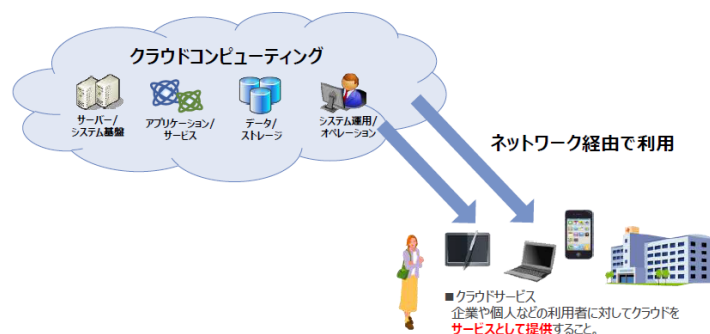 クラウドコンピューティング
サーバー/
システム基盤
アプリケーション/
サービス
データ/
ストレージ
システム運用/
オペレーション
ネットワーク経由で利用
■クラウドサービス
企業や個人などの利用者に対してクラウドを
サービスとして提供すること。